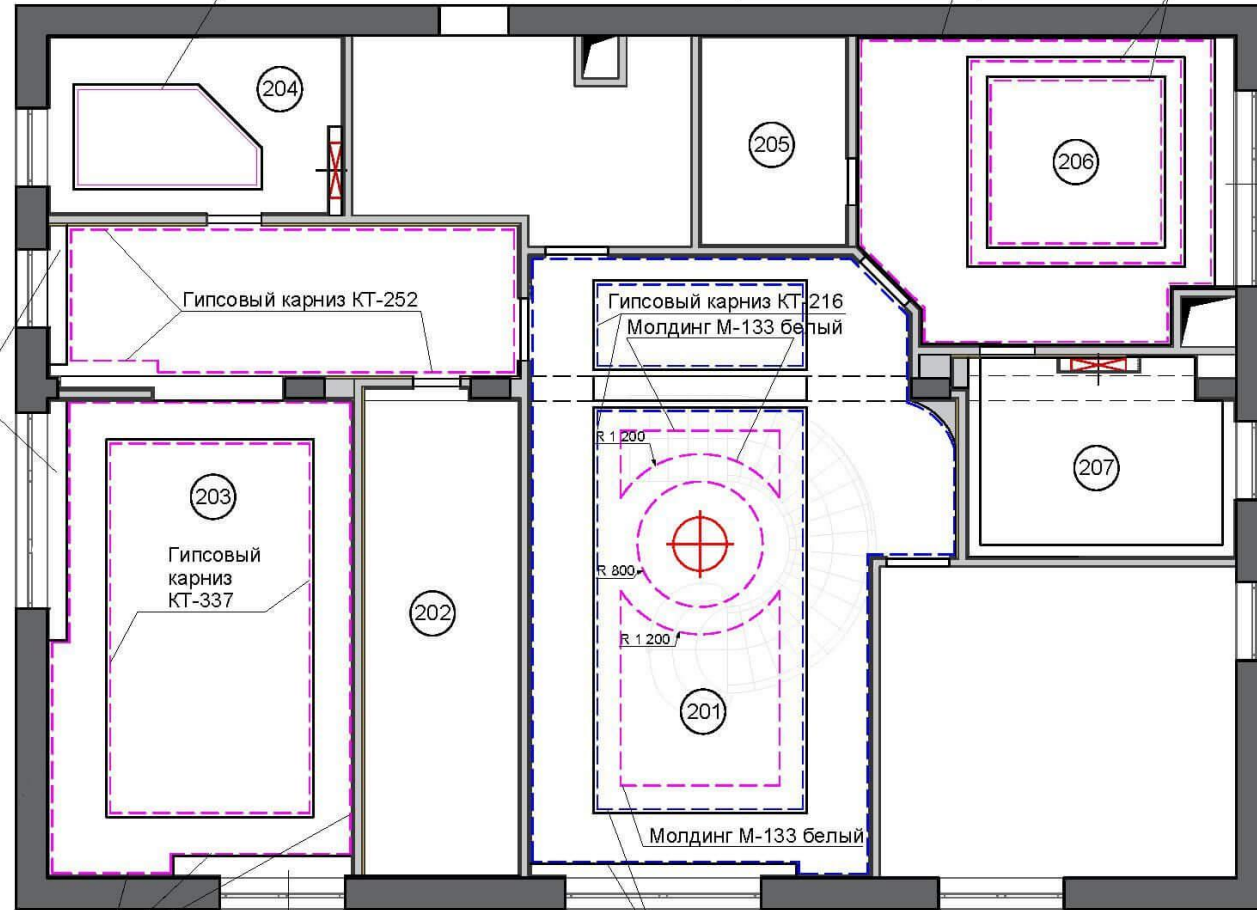 204
205
206
Гипсовый карниз КТ-252
Гипсовый карниз КТ-216
Молдинг М-133 белый
R 1 200
203
207
Гипсовый
карниз
КТ-337
R 800
202
R 1 200
201
Молдинг М-133 белый